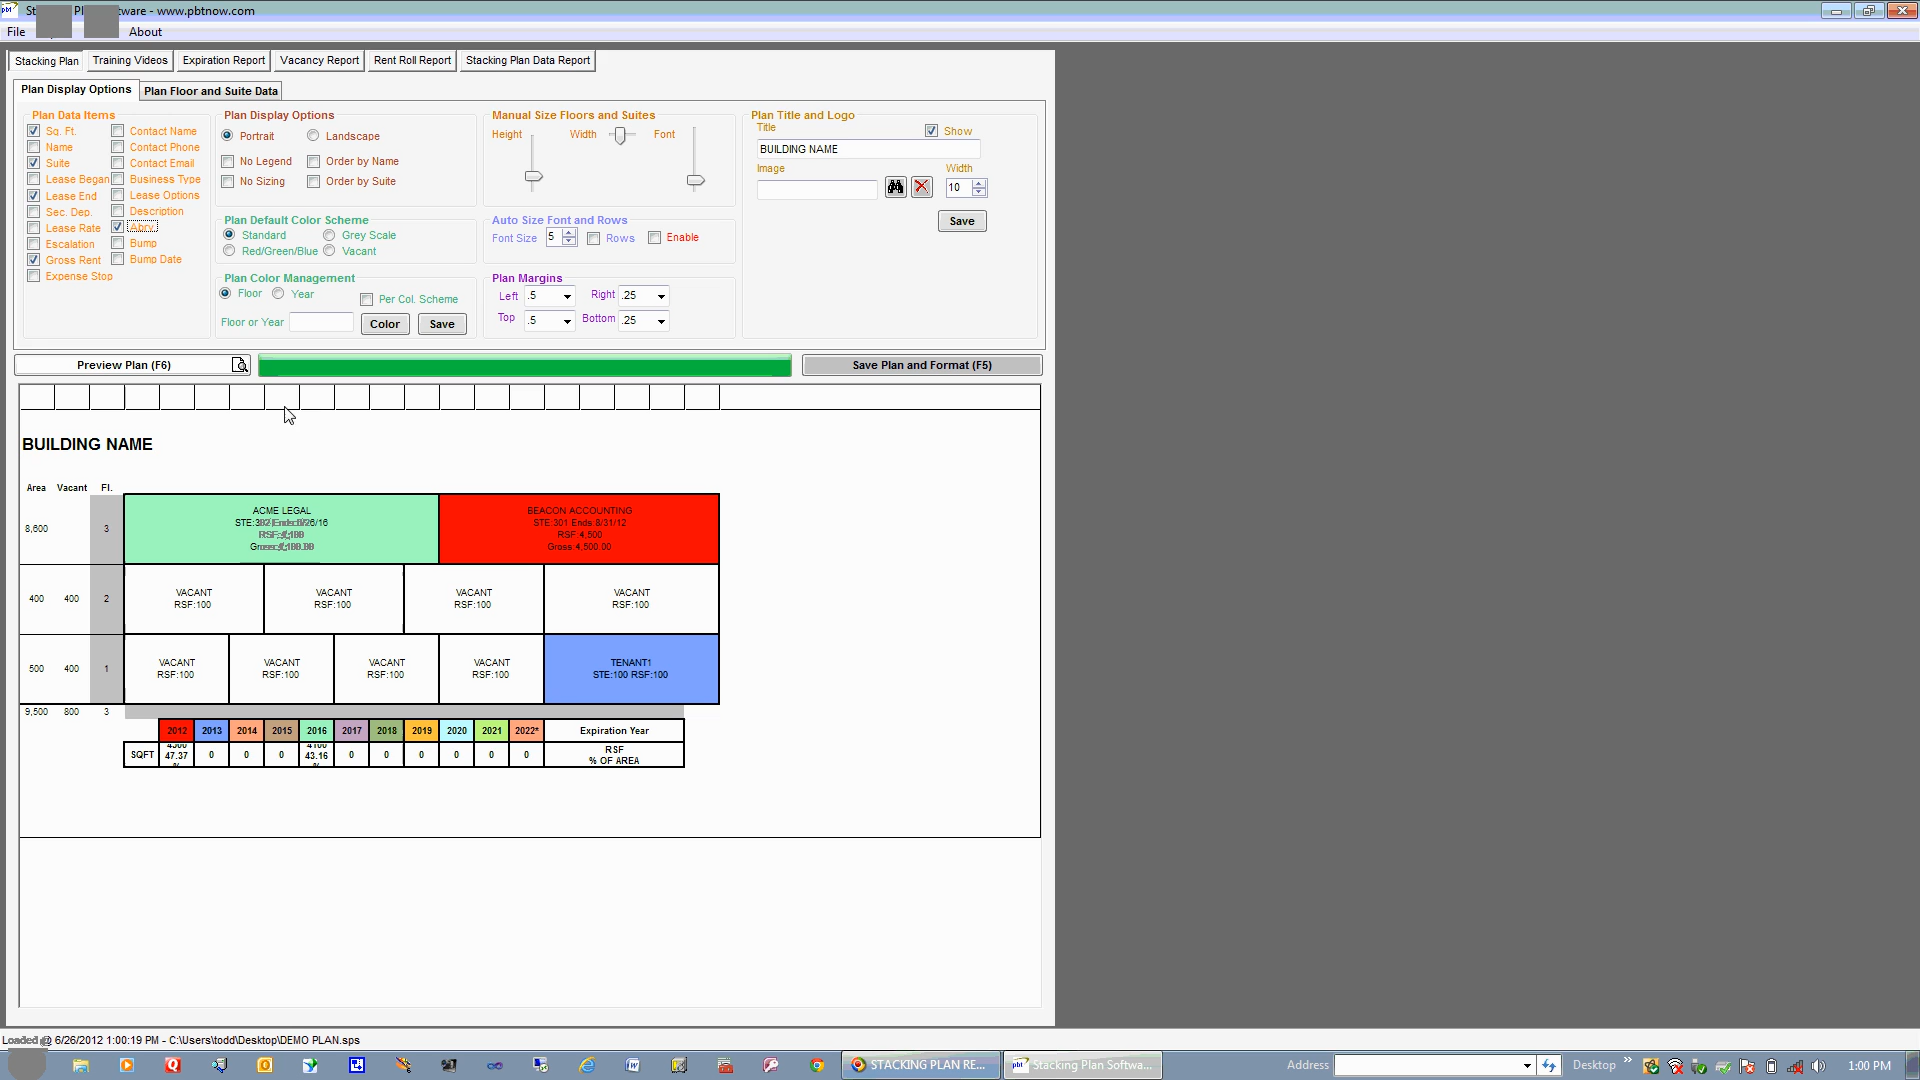 - www.pbtnow.com
File About
Stacking Plan Training Videos Expiration Report Vacancy Report Rent Roll Report Stacking Plan Data Report
Plan Display Options Plan Floor and Suite Data
Plan Data Items
Sq. Ft. Contact Name
Name Contact Phone
Suite Contact Email
Lease Began Business Type
Lease End Lease Options
Sec. Dep. Description
Lease Rate Abrv.
Escalation Bump
Gross Rent Bump Date
Expense Stop
Plan Display Options
Portrait Landscape
No Legend Order by Name
No Sizing Order by Suite
Plan Default Color Scheme
Standard Grey Scale
Red/Green/Blue Vacant
Plan Color Management
Floor Year Per Col. Scheme
Floor or Year Color Save
Manual Size Floors and Suites
Height Width Font
Auto Size Font and Rows
Font Size 5 Rows Enable
Plan Margins
Left .5 Right .25
Top .5 Bottom .25
Plan Title and Logo
Title Show
BUILDING NAME
Image Width
10
Save
Preview Plan (F6) Save Plan and Format (F5)
BUILDING NAME
Area Vacant Fl.
8,600 3
ACME LEGAL
BEACON ACCOUNTING
STE:301 Ends:8/31/12
RSF:4,500
Gross:4,500.00
400 400 2
VACANT RSF:100
VACANT RSF:100
VACANT RSF:100
VACANT RSF:100
500 400 1
VACANT RSF:100
VACANT RSF:100
VACANT RSF:100
VACANT RSF:100
TENANT1
STE:100 RSF:100
9,500 800 3
2012 2013 2014 2015 2016 2017 2018 2019 2020 2021 2022* Expiration Year
SQFT 4500 47.37 % 0 0 0 4100 43.16 % 0 0 0 0 0 0 RSF
% OF AREA
Loaded @ 6/26/2012 1:00:19 PM - C:\Users\todd\Desktop\DEMO PLAN.sps
STACKING PLAN RE... Stacking Plan Softwa... Address Desktop 1:00 PM